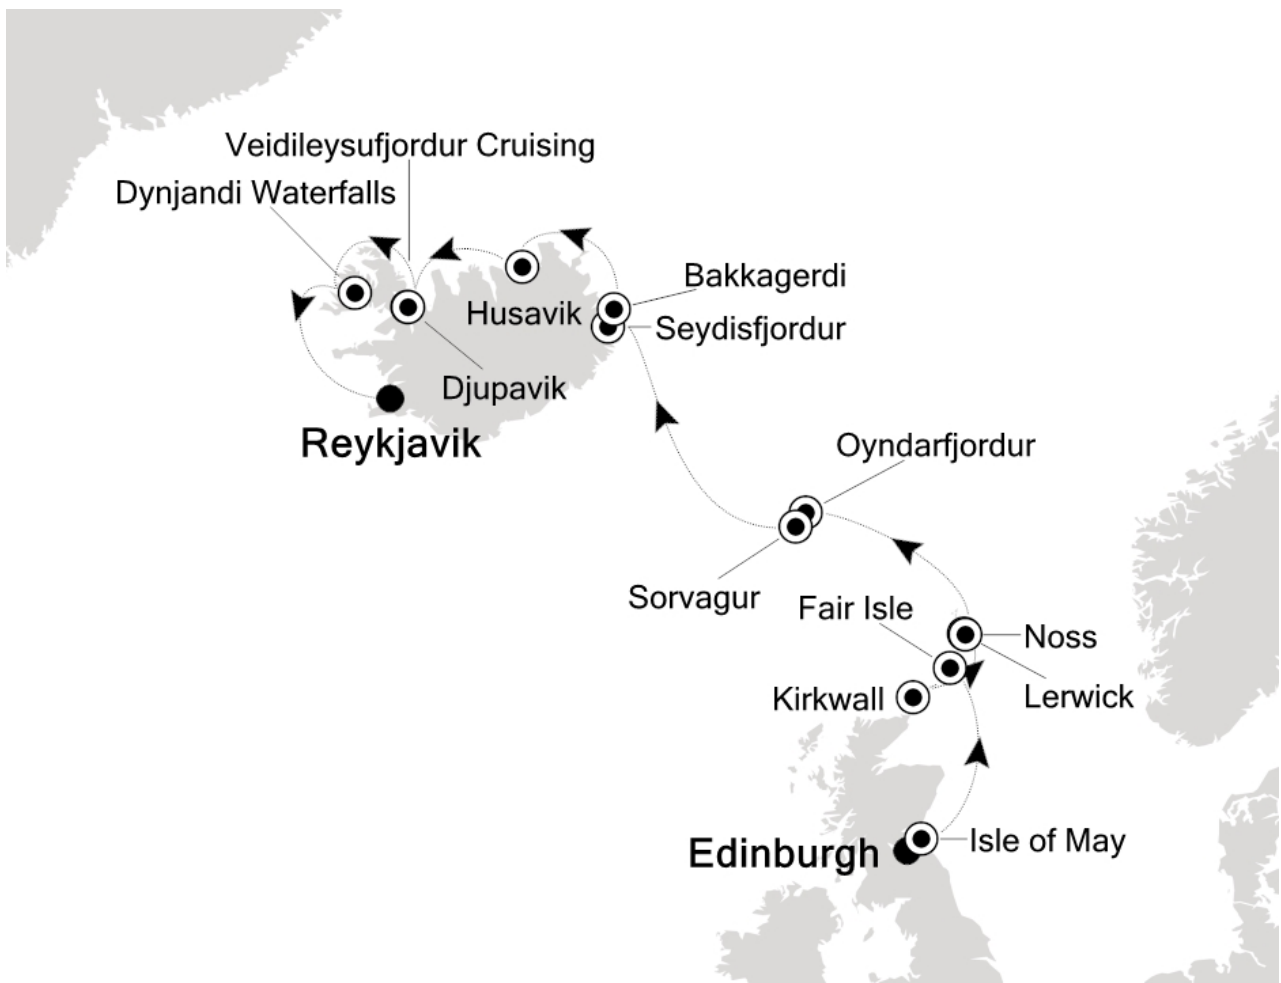 Veidileysufjordur Cruising
Dynjandi Waterfalls
Bakkagerdi
Husavik
Seydisfjordur
Djupavik
Reykjavik
Oyndarfjordur
Sorvagur
Fair Isle
Noss
Kirkwall
Lerwick
Edinburgh
Isle of May